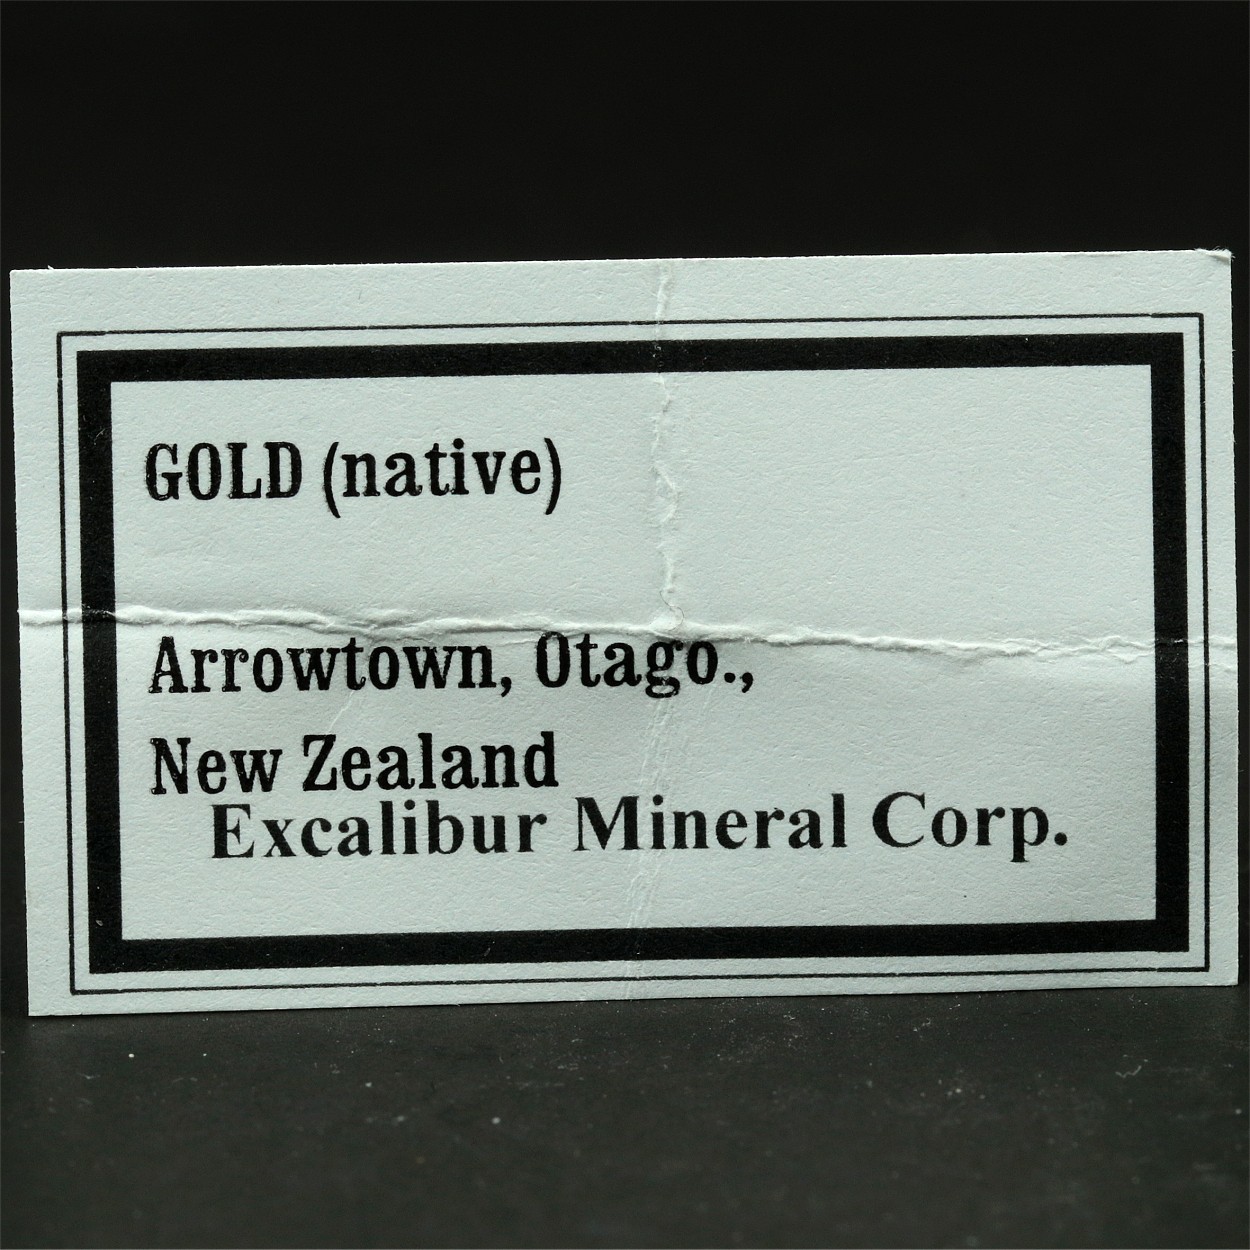 GOLD (native)
Arrowtown, Otago.,
New Zealand
Excalibur Mineral Corp.